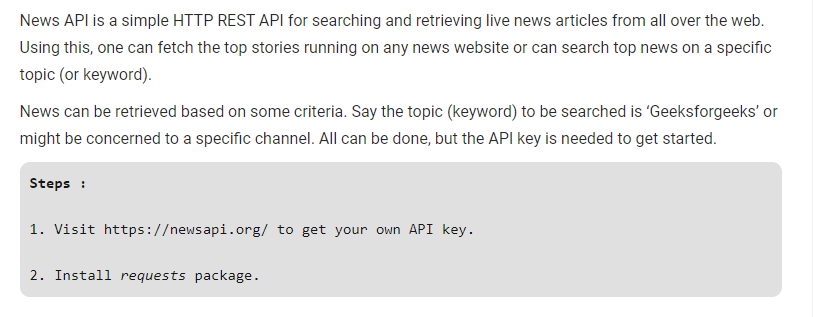 News API is a simple HTTP REST API for searching and retrieving live news articles from all over the web.
Using this, one can fetch the top stories running on any news website or can search top news on a specific
topic (or keyword).
News can be retrieved based on some criteria. Say the topic (keyword) to be searched is ‘Geeksforgeeks’ or
might be concerned to a specific channel. All can be done, but the API key is needed to get started.
Steps :
1. Visit https://newsapi.org/ to get your own API key.
2. Install requests package.